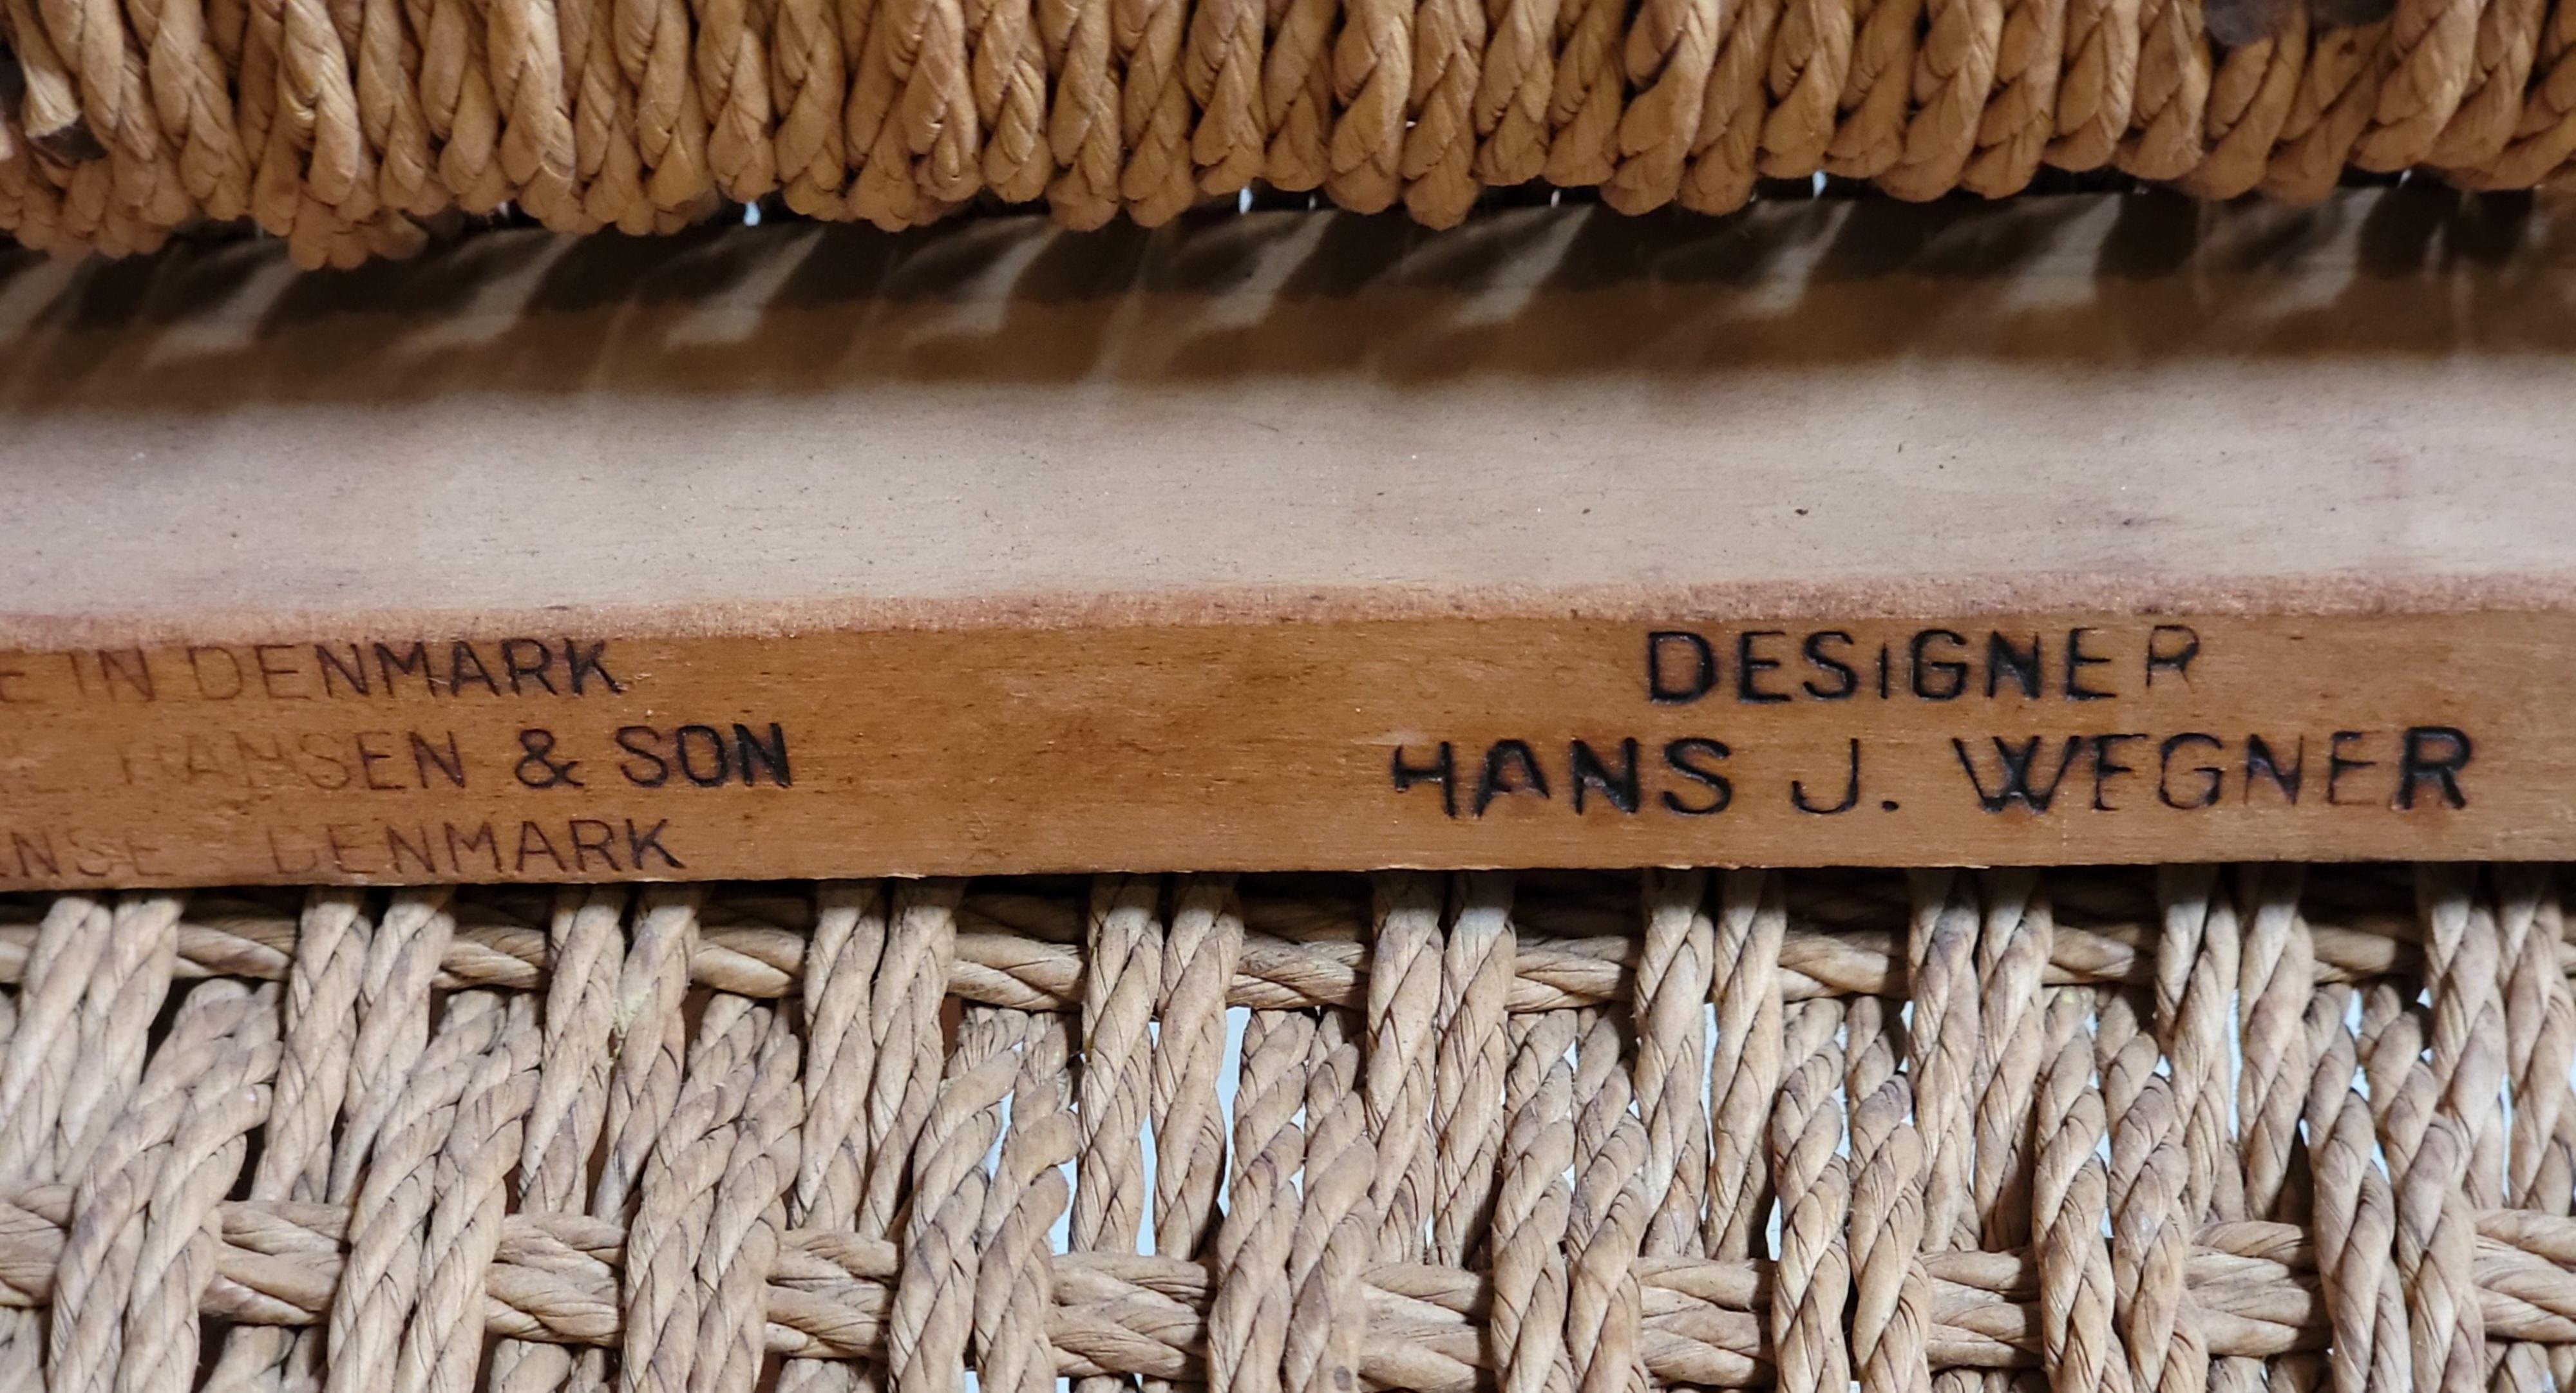 E IN DENMARK
HANSEN & SON
DENMARK
DESIGNER
HANS J. WEGNER